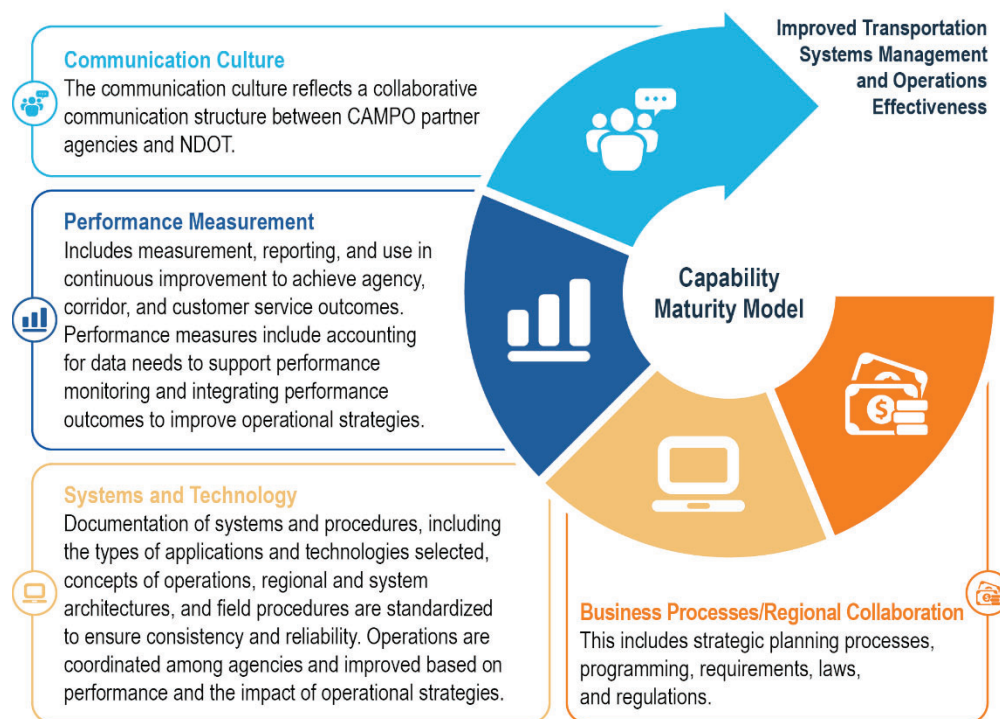 Communication Culture
The communication culture reflects a collaborative
communication structure between CAMPO partner
agencies and NDOT.
Improved Transportation
Systems Management
and Operations
Effectiveness
Performance Measurement
Includes measurement, reporting, and use in
continuous improvement to achieve agency,
corridor, and customer service outcomes.
Performance measures include accounting
for data needs to support performance
monitoring and integrating performance
outcomes to improve operational strategies.
Capability
Maturity Model
$
Systems and Technology
Documentation of systems and procedures, including
the types of applications and technologies selected,
concepts of operations, regional and system
architectures, and field procedures are standardized
to ensure consistency and reliability. Operations are
coordinated among agencies and improved based on
performance and the impact of operational strategies.
Business Processes/Regional Collaboration
This includes strategic planning processes,
programming, requirements, laws,
and regulations.